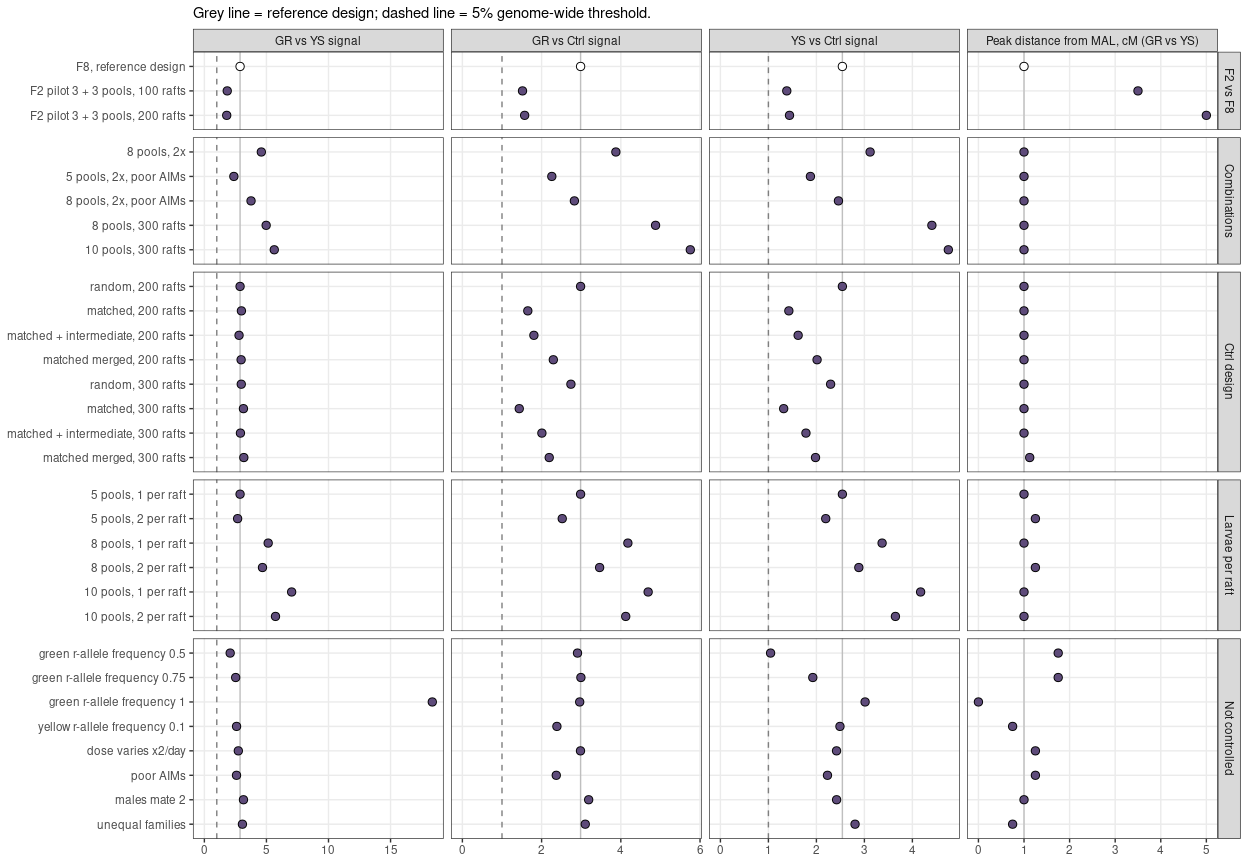 Grey line = reference design; dashed line = 5% genome-wide threshold.
GR vs YS signal
GR vs Ctrl signal
YS vs Ctrl signal
Peak distance from MAL, cM (GR vs YS)
F2 vs F8
F8, reference design
F2 pilot 3 + 3 pools, 100 rafts
F2 pilot 3 + 3 pools, 200 rafts
Combinations
8 pools, 2x
5 pools, 2x, poor AIMs
8 pools, 2x, poor AIMs
8 pools, 300 rafts
10 pools, 300 rafts
Ctrl design
random, 200 rafts
matched, 200 rafts
matched + intermediate, 200 rafts
matched merged, 200 rafts
random, 300 rafts
matched, 300 rafts
matched + intermediate, 300 rafts
matched merged, 300 rafts
Larvae per raft
5 pools, 1 per raft
5 pools, 2 per raft
8 pools, 1 per raft
8 pools, 2 per raft
10 pools, 1 per raft
10 pools, 2 per raft
Not controlled
green r-allele frequency 0.5
green r-allele frequency 0.75
green r-allele frequency 1
yellow r-allele frequency 0.1
dose varies x2/day
poor AIMs
males mate 2
unequal families
0 5 10 15
0 2 4 6
0 1 2 3 4
0 1 2 3 4 5